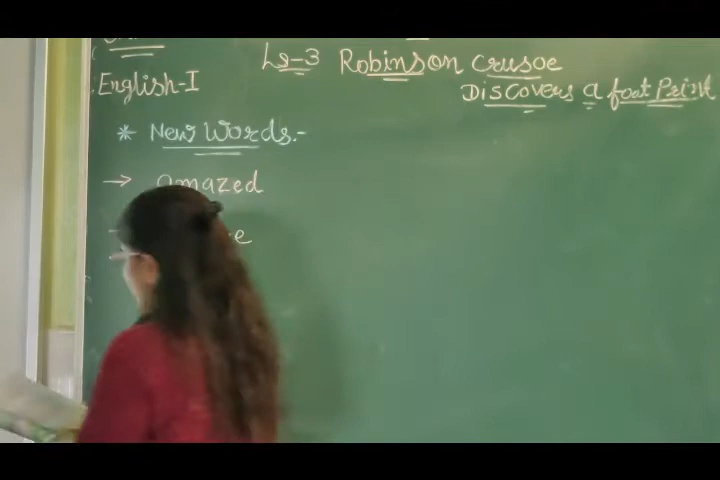 Ls-3 Robinson Crusoe
English-I
Discovers a foot Print
* New Words:-
→ amazed